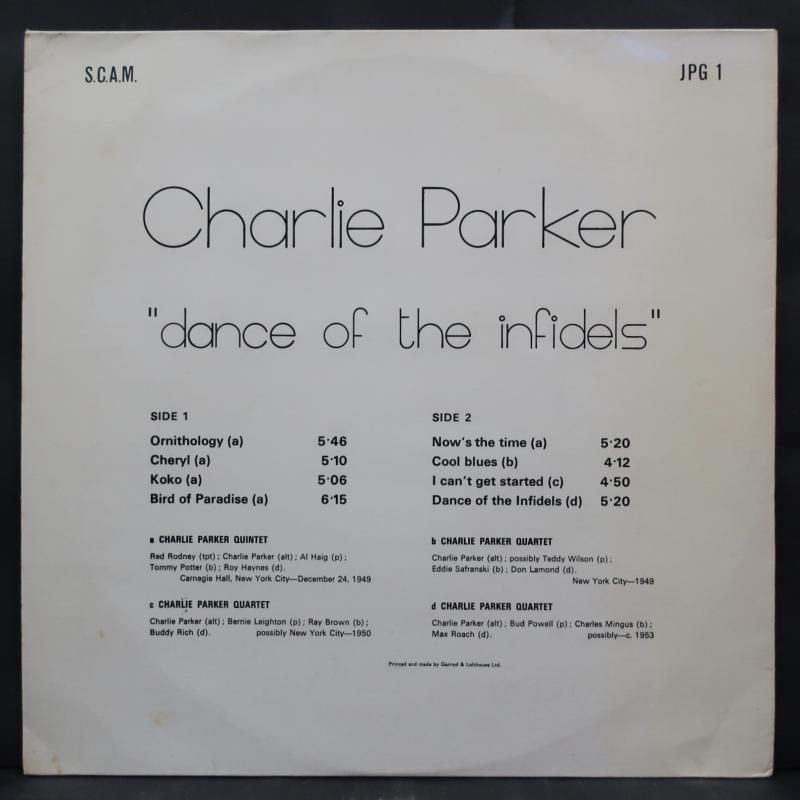 S.C.A.M.
JPG 1
Charlie Parker
"dance of the infidels"
SIDE 1
Ornithology (a) 5·46
Cheryl (a) 5·10
Koko (a) 5·06
Bird of Paradise (a) 6·15
SIDE 2
Now's the time (a) 5·20
Cool blues (b) 4·12
I can't get started (c) 4·50
Dance of the Infidels (d) 5·20
a CHARLIE PARKER QUINTET
Red Rodney (tpt) ; Charlie Parker (alt) ; Al Haig (p) ;
Tommy Potter (b) ; Roy Haynes (d).
Carnegie Hall, New York City—December 24, 1949
b CHARLIE PARKER QUARTET
Charlie Parker (alt) ; possibly Teddy Wilson (p) ;
Eddie Safranski (b) ; Don Lamond (d).
New York City—1949
c CHARLIE PARKER QUARTET
Charlie Parker (alt) ; Bernie Leighton (p) ; Ray Brown (b) ;
Buddy Rich (d). possibly New York City—1950
d CHARLIE PARKER QUARTET
Charlie Parker (alt) ; Bud Powell (p) ; Charles Mingus (b) ;
Max Roach (d). possibly—c. 1953
Printed and made by Garrod & Lofthouse Ltd.